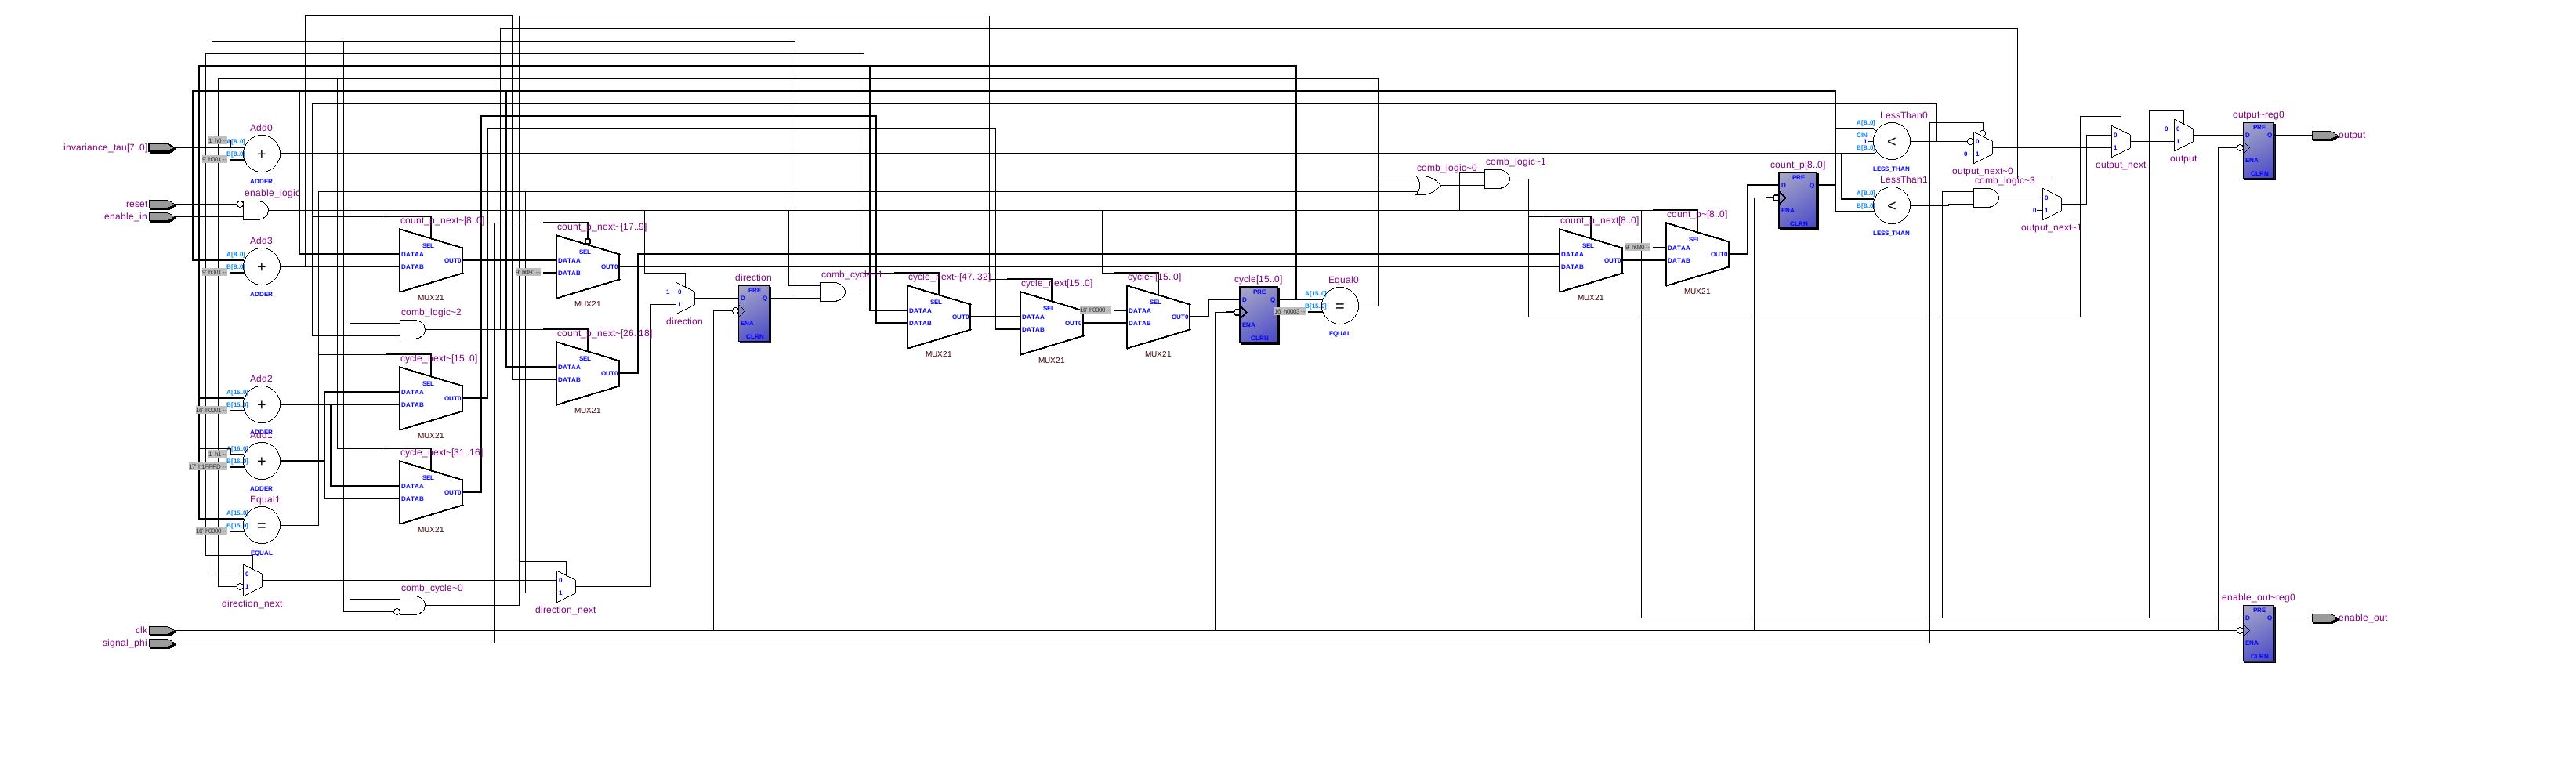 invariance_tau[7..0]
reset
enable_in
clk
signal_phi
Add0
A[8..0]
B[8..0]
ADDER
enable_logic
Add3
A[8..0]
B[8..0]
ADDER
Add2
A[15..0]
B[15..0]
ADDER
Add1
B[16..0]
ADDER
Equal1
A[15..0]
B[15..0]
EQUAL
0
1
direction_next
count_p_next~[8..0]
SEL
DATAA
DATAB
OUT0
MUX21
comb_logic~2
cycle_next~[15..0]
SEL
DATAA
DATAB
OUT0
MUX21
cycle_next~[31..16]
SEL
DATAA
DATAB
OUT0
MUX21
comb_cycle~0
count_p_next~[17..9]
SEL
DATAA
DATAB
OUT0
MUX21
count_p_next~[26..18]
SEL
DATAA
DATAB
OUT0
MUX21
0
1
direction_next
1
0
1
direction
direction
PRE
D
Q
ENA
CLRN
comb_cycle~1
cycle_next~[47..32]
SEL
DATAA
DATAB
OUT0
MUX21
cycle_next[15..0]
SEL
DATAA
DATAB
OUT0
MUX21
cycle~[15..0]
SEL
DATAA
DATAB
OUT0
MUX21
cycle[15..0]
PRE
D
Q
ENA
CLRN
Equal0
A[15..0]
B[15..0]
EQUAL
comb_logic~0
comb_logic~1
count_p_next[8..0]
SEL
DATAA
DATAB
OUT0
MUX21
count_p~[8..0]
SEL
DATAA
DATAB
OUT0
MUX21
count_p[8..0]
PRE
D
Q
ENA
CLRN
LessThan0
A[8..0]
CIN
1
B[8..0]
LESS_THAN
LessThan1
A[8..0]
B[8..0]
LESS_THAN
0
0
1
output_next~0
comb_logic~3
0
0
1
output_next~1
0
1
output_next
0
0
1
output
output~reg0
PRE
D
Q
ENA
CLRN
output
enable_out~reg0
PRE
D
Q
ENA
CLRN
enable_out